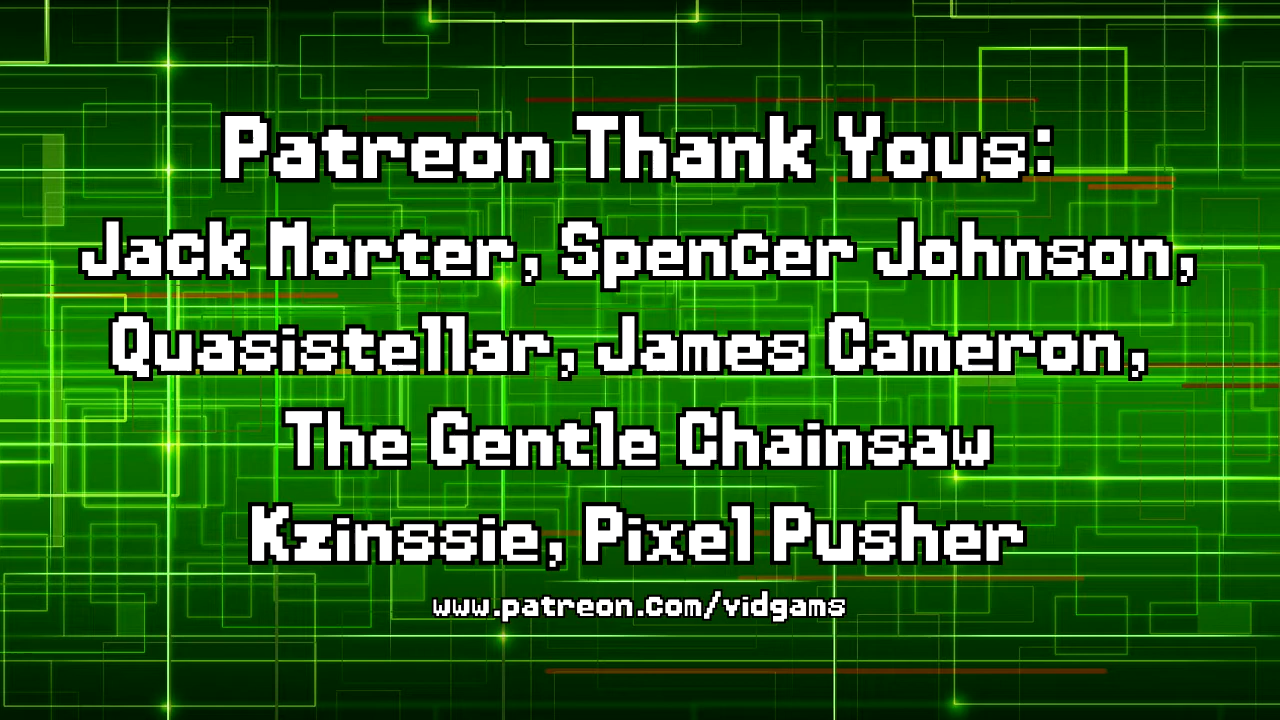 Patreon Thank Yous:
Jack Morter, Spencer Johnson,
Quasistellar, James Cameron,
The Gentle Chainsaw
Kzinssie, Pixel Pusher
www.patreon.com/vidgams